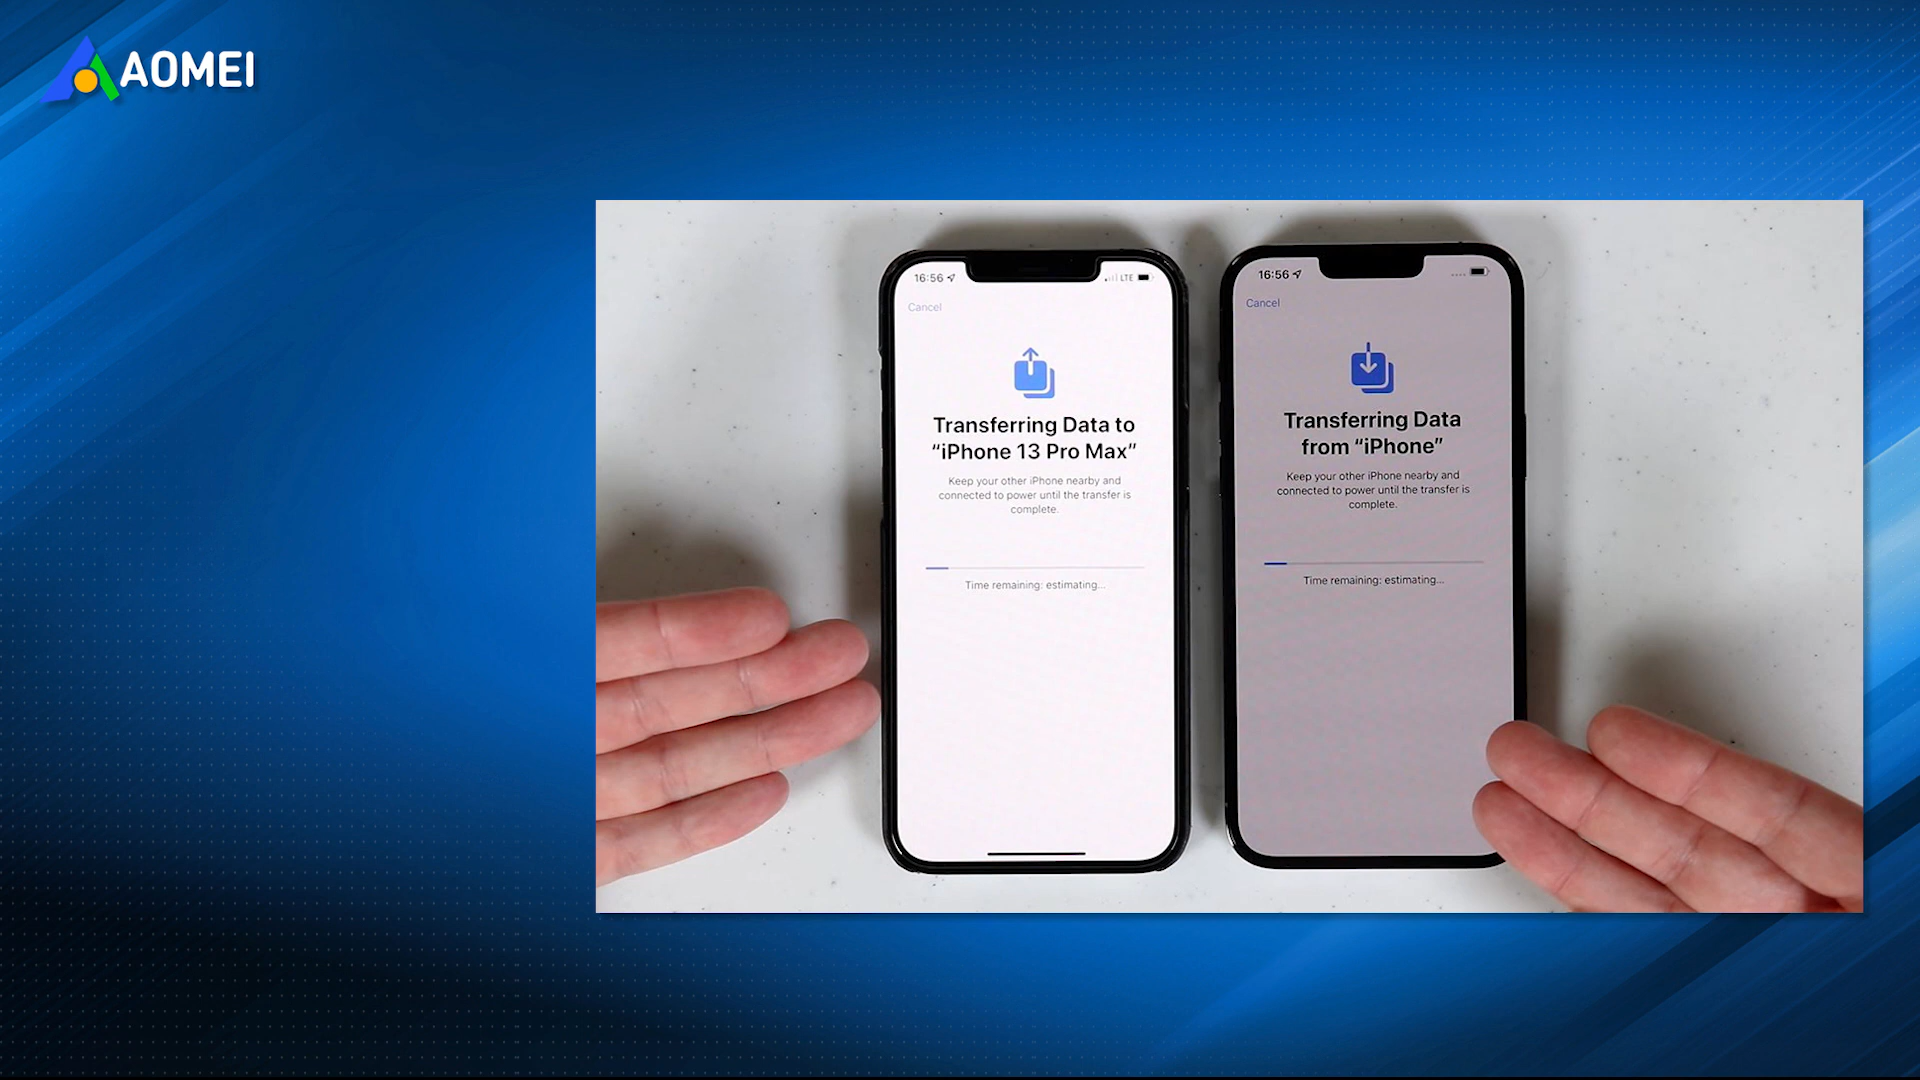 AOMEI
16:56
LTE
Cancel
Transferring Data to
“iPhone 13 Pro Max”
Keep your other iPhone nearby and
connected to power until the transfer is
complete.
Time remaining: estimating...
16:56
Cancel
Transferring Data
from “iPhone”
Keep your other iPhone nearby and
connected to power until the transfer is
complete.
Time remaining: estimating...